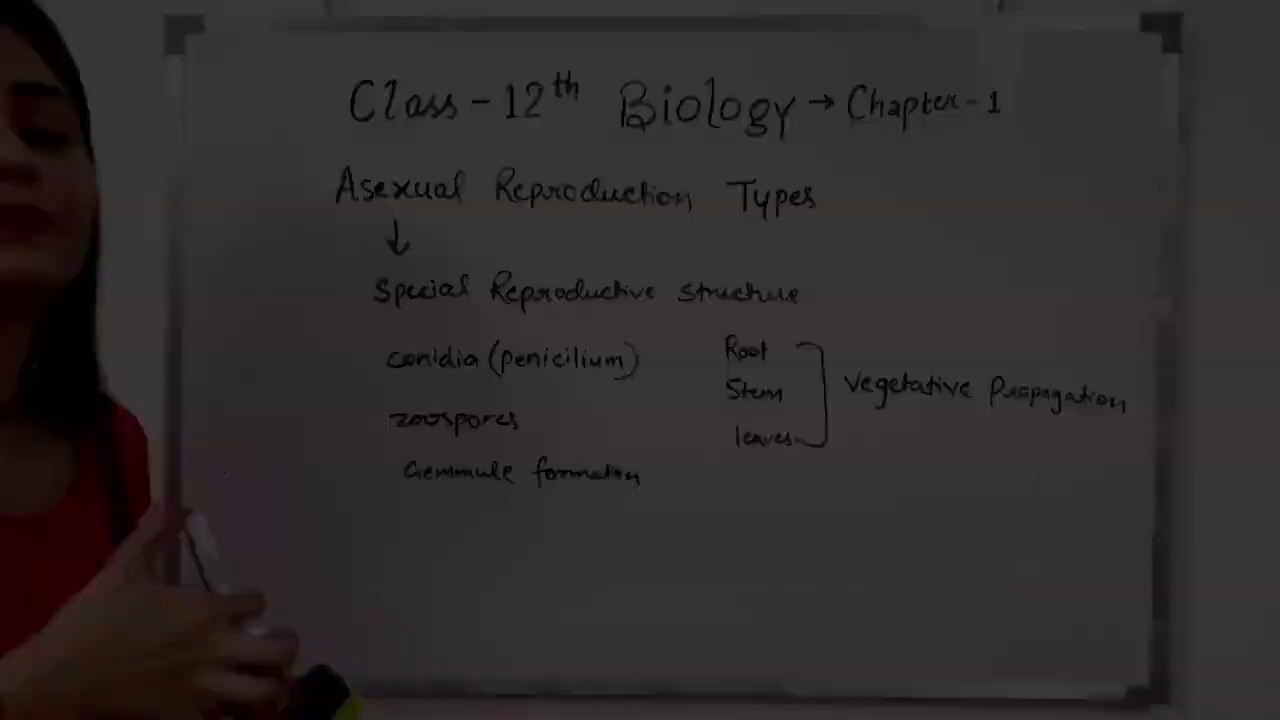 Class-12th Biology → Chapter-1
Asexual Reproduction Types
↓
Special Reproductive structure
conidia (penicilium)
zoospores
Gemmule formation
Root
Stem
leaves
vegetative Propagation